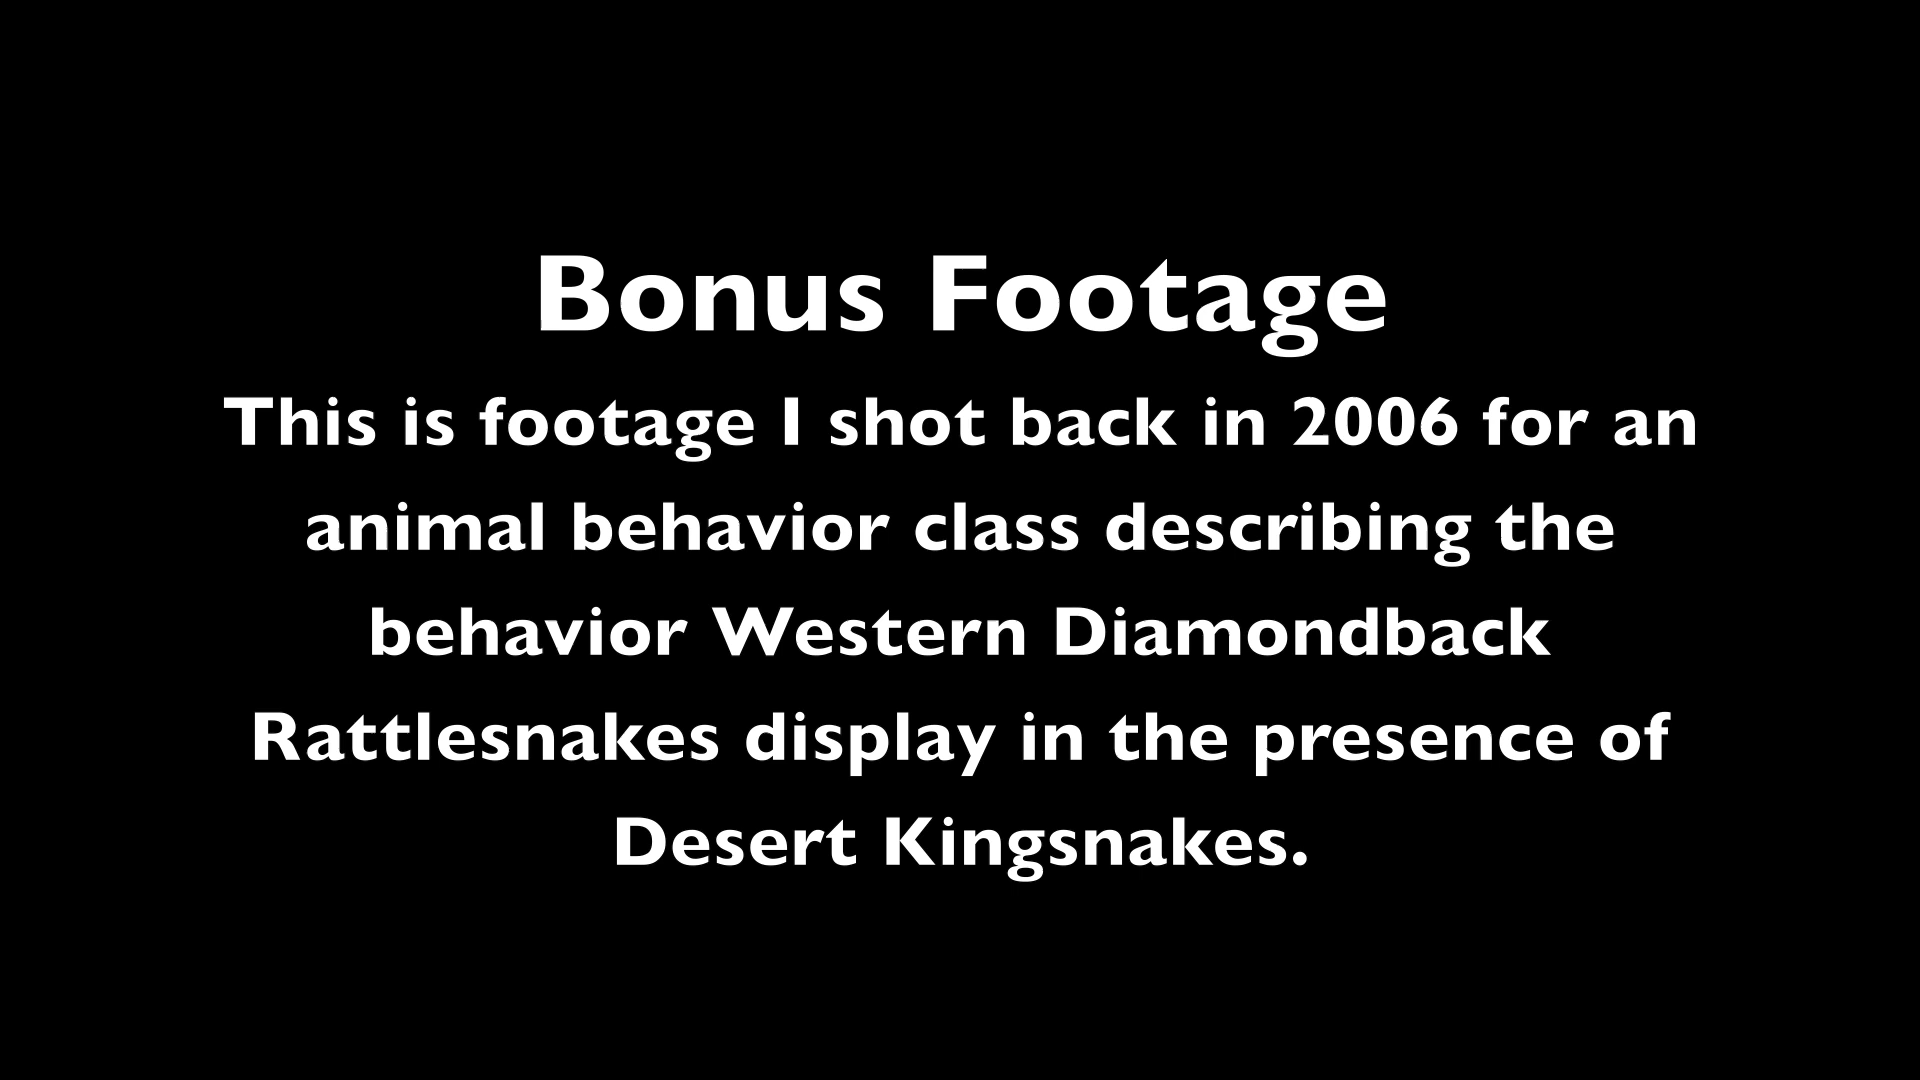 Bonus Footage
This is footage I shot back in 2006 for an
animal behavior class describing the
behavior Western Diamondback
Rattlesnakes display in the presence of
Desert Kingsnakes.